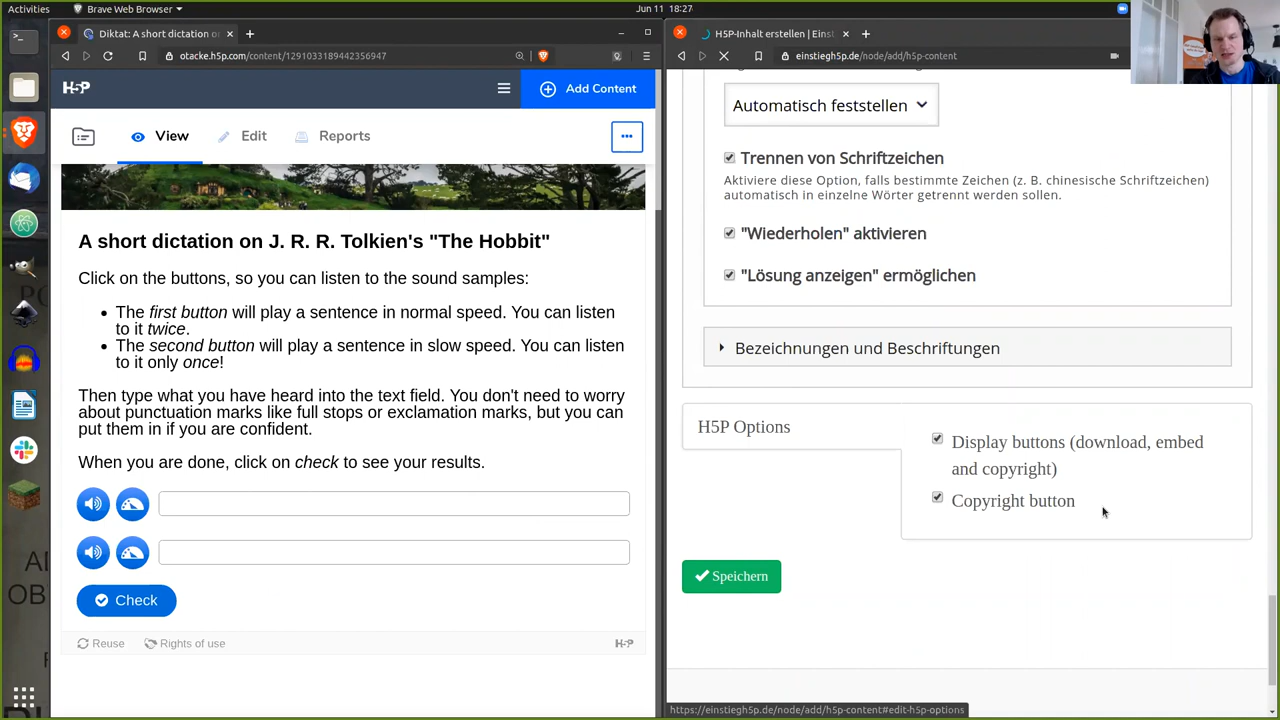 Activities
Brave Web Browser
Jun 11 18:27
Diktat: A short dictation o
otacke.h5p.com/content/1291033189442356947
H5P
Add Content
View
Edit
Reports
A short dictation on J. R. R. Tolkien's "The Hobbit"
Click on the buttons, so you can listen to the sound samples:
• The first button will play a sentence in normal speed. You can listen
to it twice.
• The second button will play a sentence in slow speed. You can listen
to it only once!
Then type what you have heard into the text field. You don't need to worry
about punctuation marks like full stops or exclamation marks, but you can
put them in if you are confident.
When you are done, click on check to see your results.
Check
Reuse
Rights of use
H5P
H5P-Inhalt erstellen | Einst
einstiegh5p.de/node/add/h5p-content
Automatisch feststellen
Trennen von Schriftzeichen
Aktiviere diese Option, falls bestimmte Zeichen (z. B. chinesische Schriftzeichen)
automatisch in einzelne Wörter getrennt werden sollen.
"Wiederholen" aktivieren
"Lösung anzeigen" ermöglichen
Bezeichnungen und Beschriftungen
H5P Options
Display buttons (download, embed
and copyright)
Copyright button
Speichern
https://einstiegh5p.de/node/add/h5p-content#edit-h5p-options